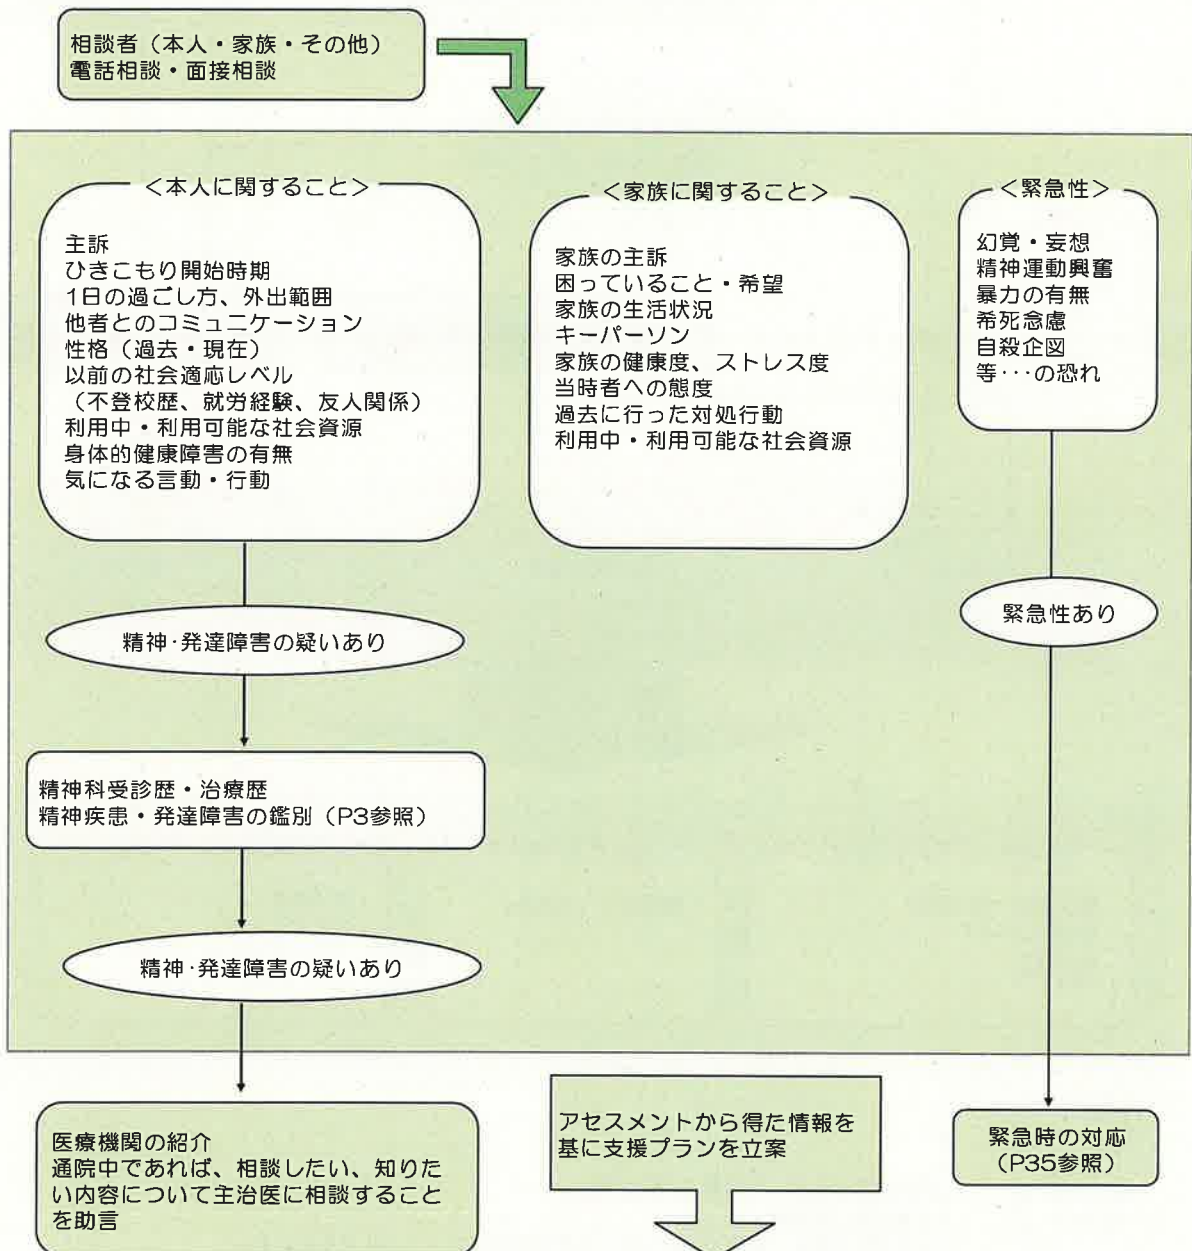 相談者（本人・家族・その他）
電話相談・面接相談
＜本人に関すること＞
主訴
ひきこもり開始時期
1日の過ごし方、外出範囲
他者とのコミュニケーション
性格（過去・現在）
以前の社会適応レベル
（不登校歴、就労経験、友人関係）
利用中・利用可能な社会資源
身体的健康障害の有無
気になる言動・行動
＜家族に関すること＞
家族の主訴
困っていること・希望
家族の生活状況
キーパーソン
家族の健康度、ストレス度
当時者への態度
過去に行った対処行動
利用中・利用可能な社会資源
＜緊急性＞
幻覚・妄想
精神運動興奮
暴力の有無
希死念慮
自殺企図
等・・・の恐れ
精神・発達障害の疑いあり
緊急性あり
精神科受診歴・治療歴
精神疾患・発達障害の鑑別（P3参照）
精神・発達障害の疑いあり
医療機関の紹介
通院中であれば、相談したい、知りた
い内容について主治医に相談すること
を助言
アセスメントから得た情報を
基に支援プランを立案
緊急時の対応
（P35参照）